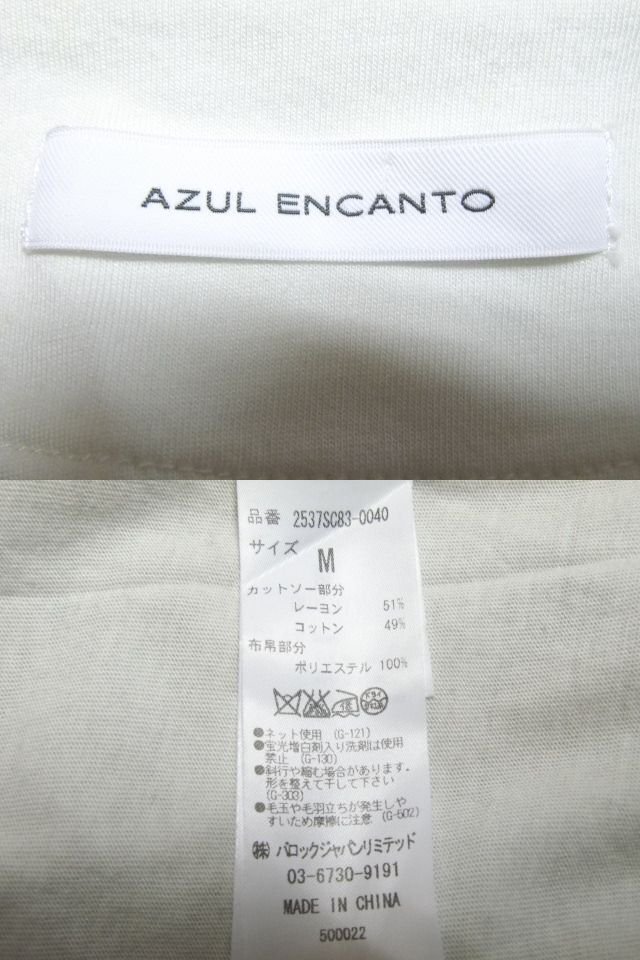 AZUL ENCANTO
品番 2537SC83-0040
サイズ M
カットソー部分
レーヨン 51%
コットン 49%
布帛部分
ポリエステル 100%
●ネット使用 (G-121)
●蛍光増白剤入り洗剤は使用
禁止 (G-130)
●斜行や縮む場合があります。
形を整えて干して下さい
(G-303)
●毛玉や毛羽立ちが発生しや
すいため摩擦に注意 (G-502)
㈱ バロックジャパンリミテッド
03-6730-9191
MADE IN CHINA
500022